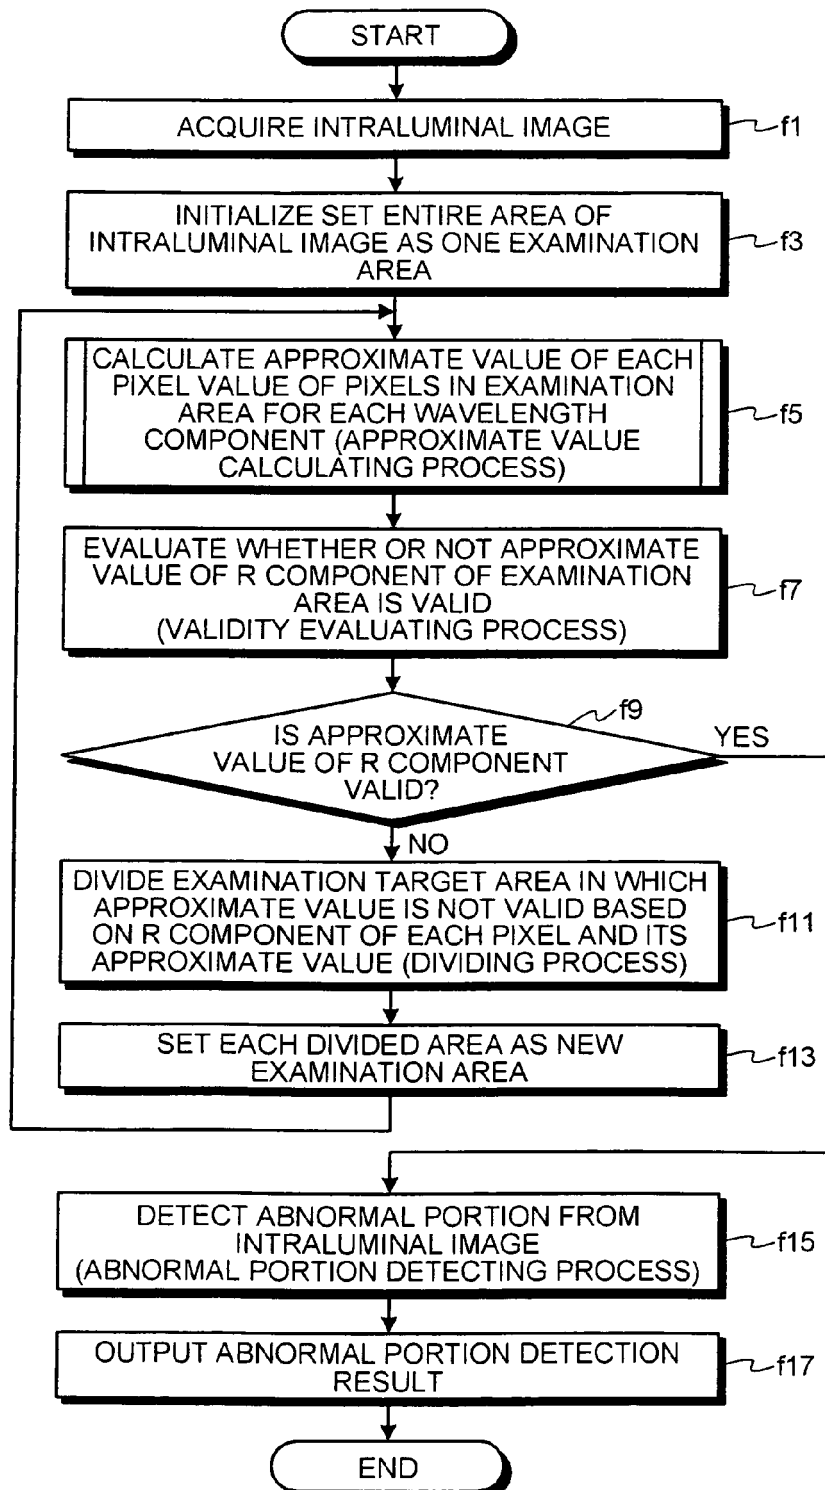 START
ACQUIRE INTRALUMINAL IMAGE
f1
INITIALIZE SET ENTIRE AREA OF
INTRALUMINAL IMAGE AS ONE EXAMINATION
AREA
f3
CALCULATE APPROXIMATE VALUE OF EACH
PIXEL VALUE OF PIXELS IN EXAMINATION
AREA FOR EACH WAVELENGTH
COMPONENT (APPROXIMATE VALUE
CALCULATING PROCESS)
f5
EVALUATE WHETHER OR NOT APPROXIMATE
VALUE OF R COMPONENT OF EXAMINATION
AREA IS VALID
(VALIDITY EVALUATING PROCESS)
f7
f9
IS APPROXIMATE
VALUE OF R COMPONENT
VALID?
YES
NO
DIVIDE EXAMINATION TARGET AREA IN WHICH
APPROXIMATE VALUE IS NOT VALID BASED
ON R COMPONENT OF EACH PIXEL AND ITS
APPROXIMATE VALUE (DIVIDING PROCESS)
f11
SET EACH DIVIDED AREA AS NEW
EXAMINATION AREA
f13
DETECT ABNORMAL PORTION FROM
INTRALUMINAL IMAGE
(ABNORMAL PORTION DETECTING PROCESS)
f15
OUTPUT ABNORMAL PORTION DETECTION
RESULT
f17
END